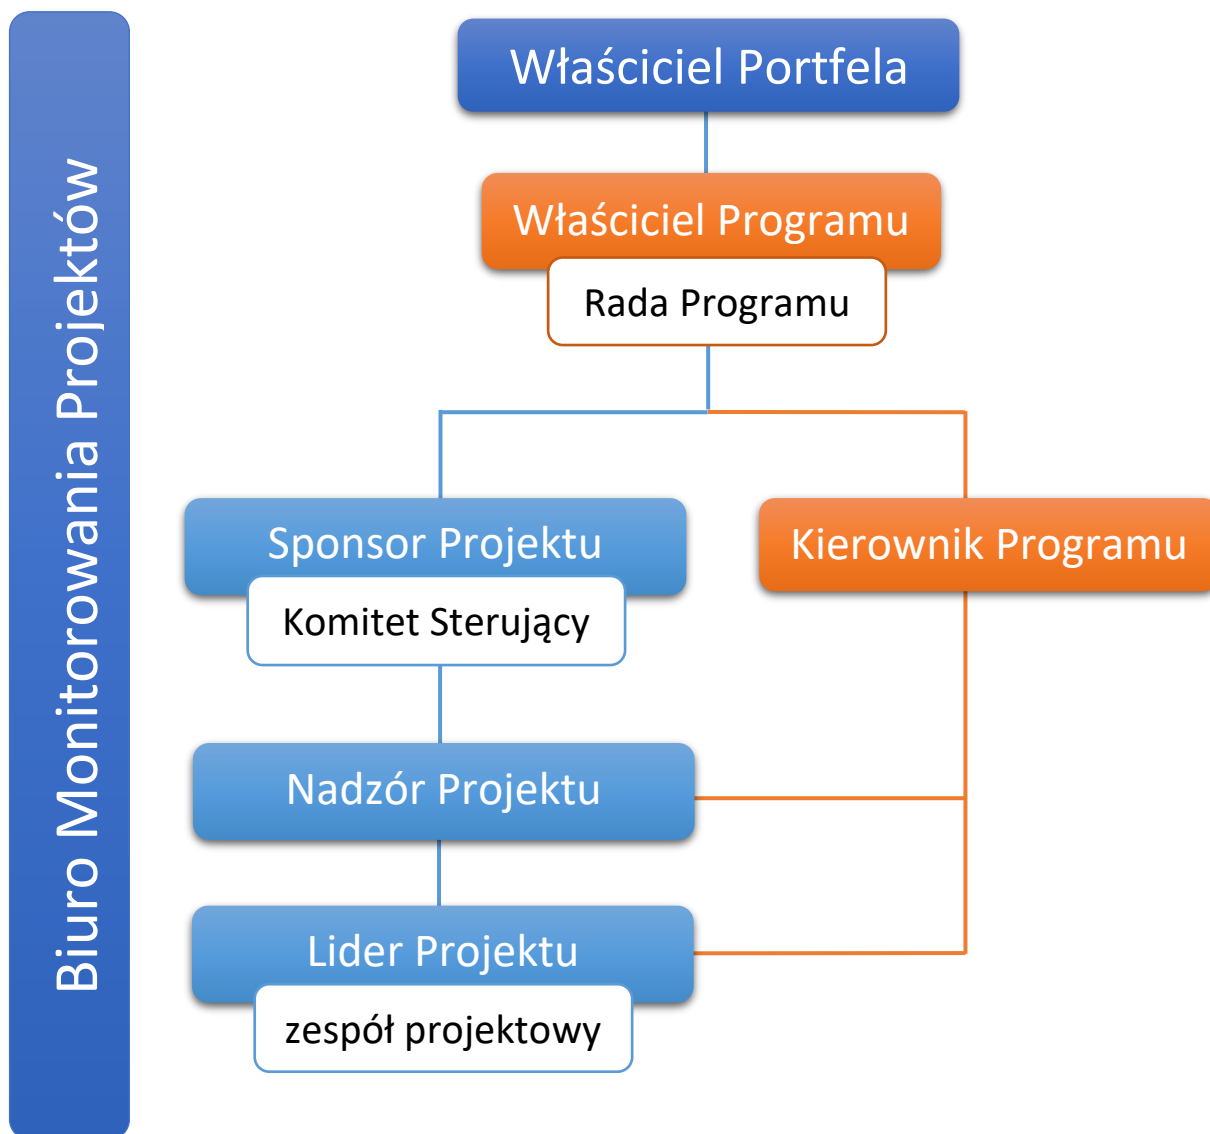 Biuro Monitorowania Projektów
Właściciel Portfela
Właściciel Programu
Rada Programu
Sponsor Projektu
Komitet Sterujący
Kierownik Programu
Nadzór Projektu
Lider Projektu
zespół projektowy